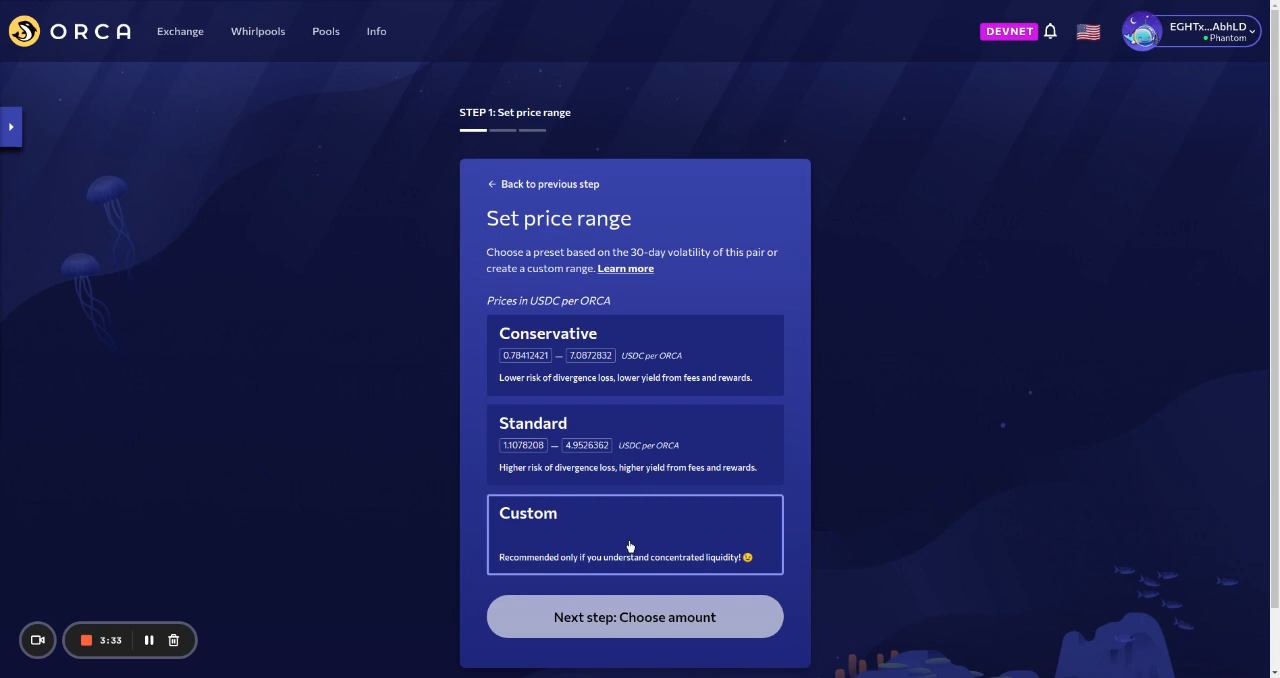 ORCA Exchange Whirlpools Pools Info DEVNET EGHTx...AbhLD
Phantom
STEP 1: Set price range
← Back to previous step
Set price range
Choose a preset based on the 30-day volatility of this pair or
create a custom range. Learn more
Prices in USDC per ORCA
Conservative
0.78412421 — 7.0872832 USDC per ORCA
Lower risk of divergence loss, lower yield from fees and rewards.
Standard
1.1078208 — 4.9526362 USDC per ORCA
Higher risk of divergence loss, higher yield from fees and rewards.
Custom
Recommended only if you understand concentrated liquidity! 😉
Next step: Choose amount
3:33